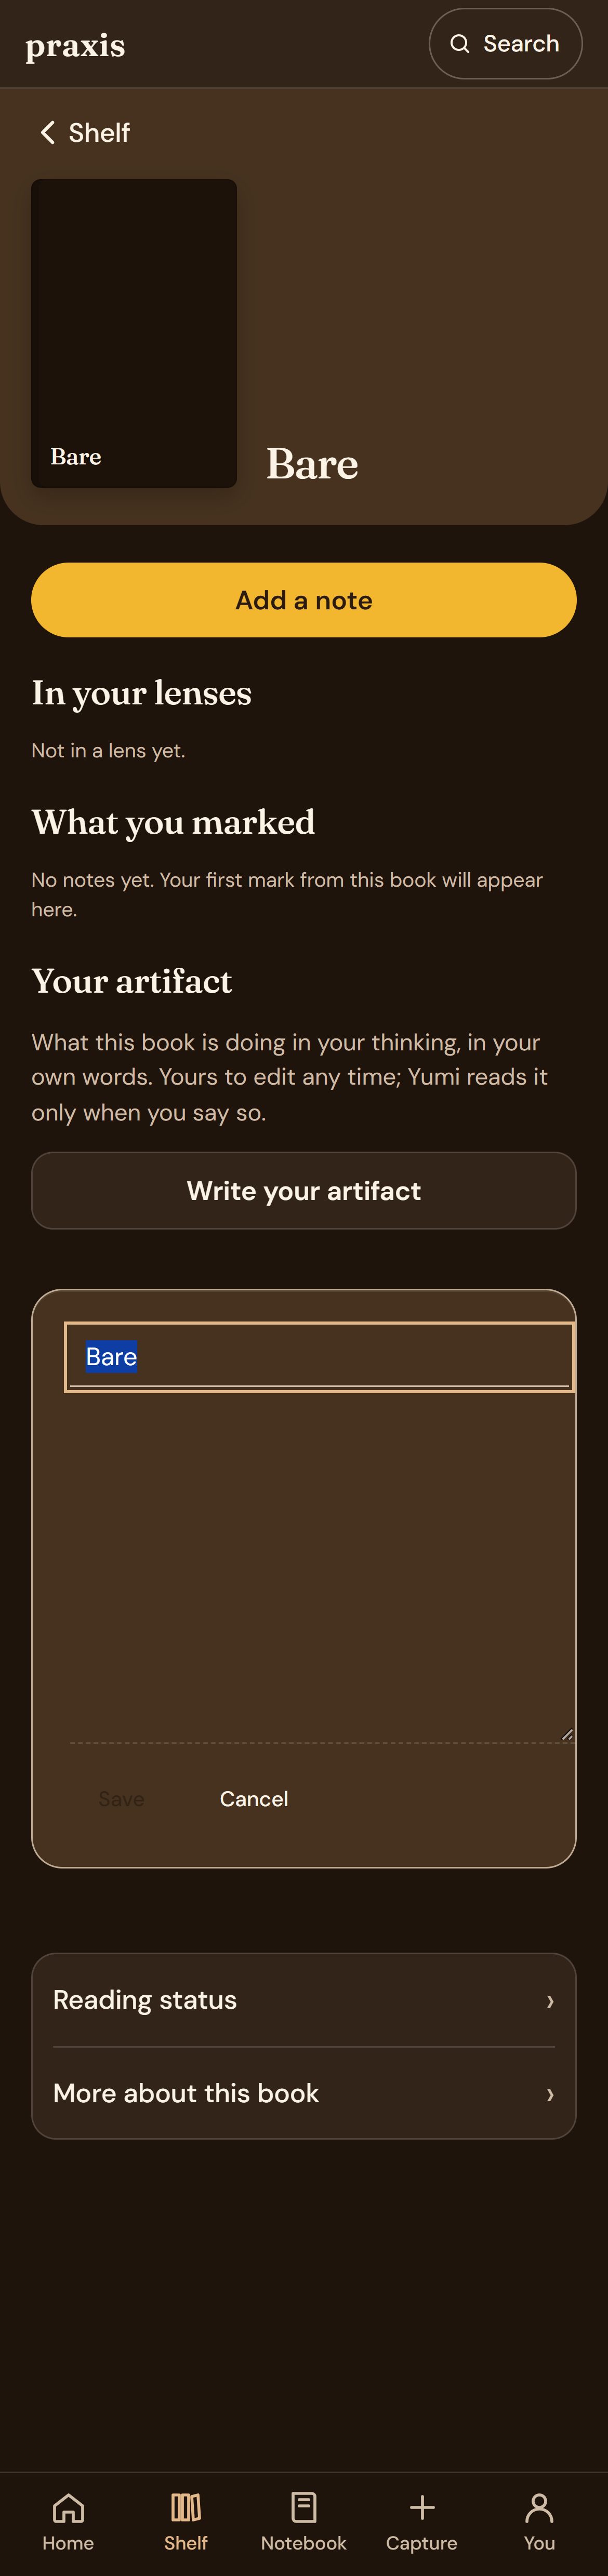 praxis
Search
Shelf
Bare
Bare
Add a note
In your lenses
Not in a lens yet.
What you marked
No notes yet. Your first mark from this book will appear
here.
Your artifact
What this book is doing in your thinking, in your
own words. Yours to edit any time; Yumi reads it
only when you say so.
Write your artifact
Bare
Save
Cancel
Reading status
More about this book
Home
Shelf
Notebook
Capture
You